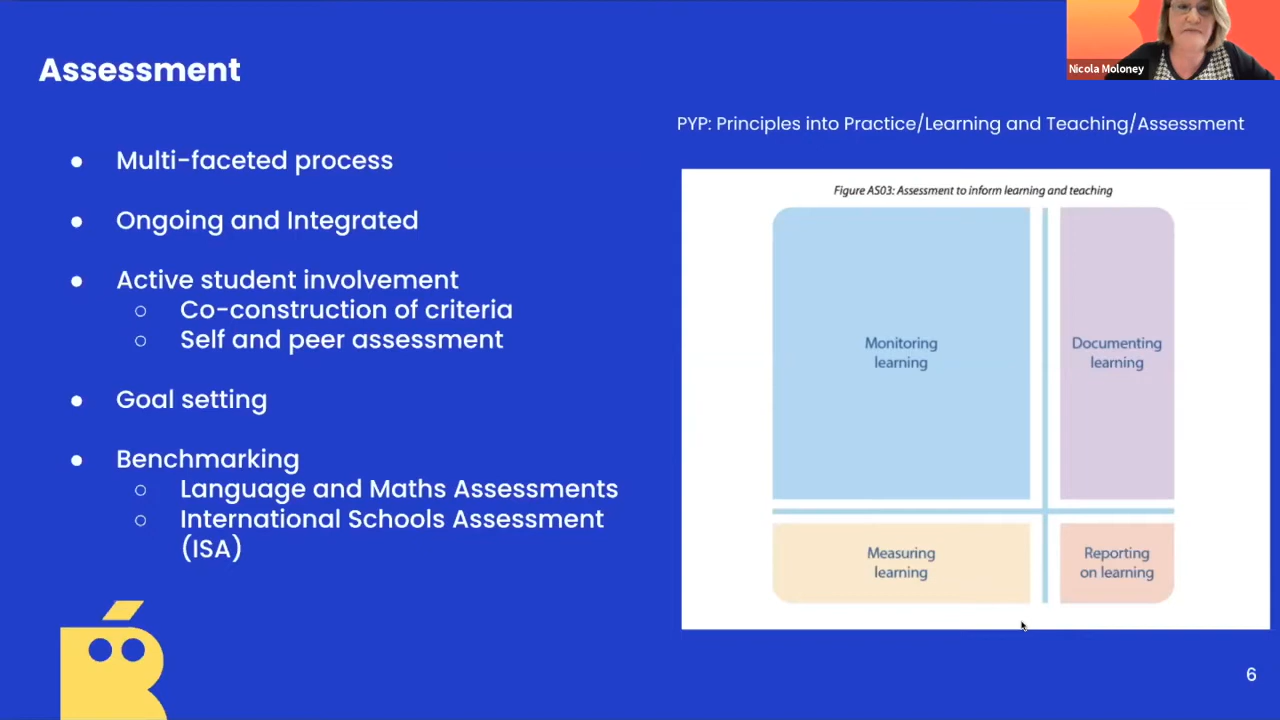 Assessment
Nicola Moloney
PYP: Principles into Practice/Learning and Teaching/Assessment
● Multi-faceted process
● Ongoing and Integrated
● Active student involvement
○ Co-construction of criteria
○ Self and peer assessment
● Goal setting
● Benchmarking
○ Language and Maths Assessments
○ International Schools Assessment
(ISA)
Figure AS03: Assessment to inform learning and teaching
Monitoring
learning
Documenting
learning
Measuring
learning
Reporting
on learning
6